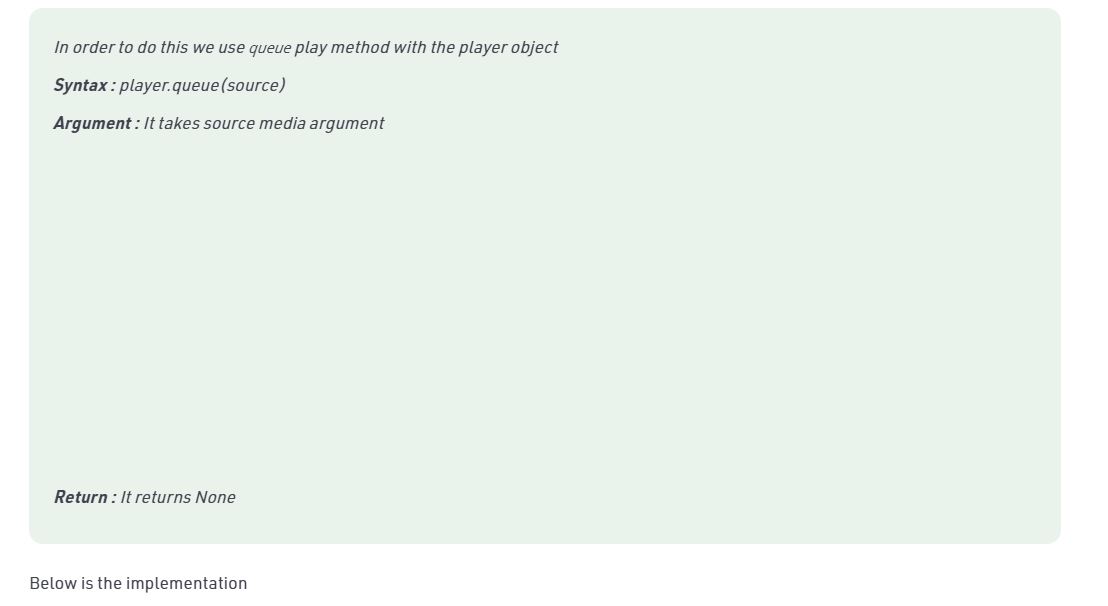 In order to do this we use queue play method with the player object
Syntax : player.queue(source)
Argument : It takes source media argument
Return : It returns None
Below is the implementation